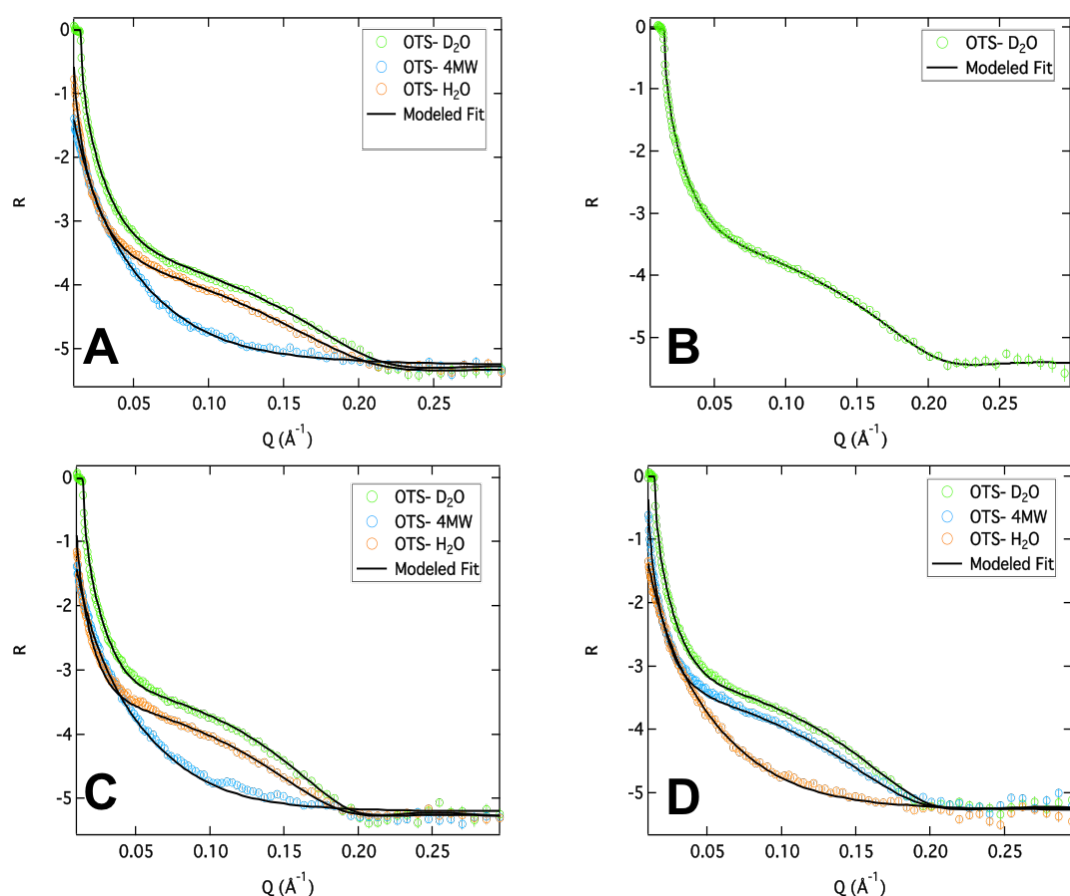 0
-1
-2
-3
-4
-5
R
OTS- D₂O
OTS- 4MW
OTS- H₂O
Modeled Fit
A
0.05 0.10 0.15 0.20 0.25
Q (Å⁻¹)
0
-1
-2
-3
-4
-5
R
OTS- D₂O
Modeled Fit
B
0.05 0.10 0.15 0.20 0.25
Q (Å⁻¹)
0
-1
-2
-3
-4
-5
R
OTS- D₂O
OTS- 4MW
OTS- H₂O
Modeled Fit
C
0.05 0.10 0.15 0.20 0.25
Q (Å⁻¹)
0
-1
-2
-3
-4
-5
R
OTS- D₂O
OTS- 4MW
OTS- H₂O
Modeled Fit
D
0.05 0.10 0.15 0.20 0.25
Q (Å⁻¹)